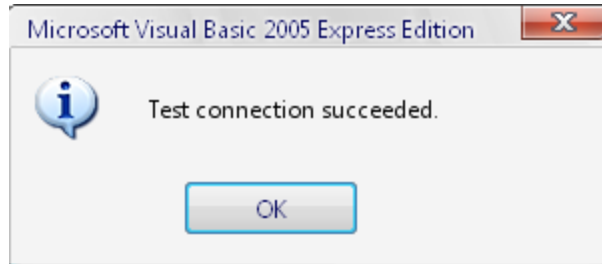 Microsoft Visual Basic 2005 Express Edition
Test connection succeeded.
OK